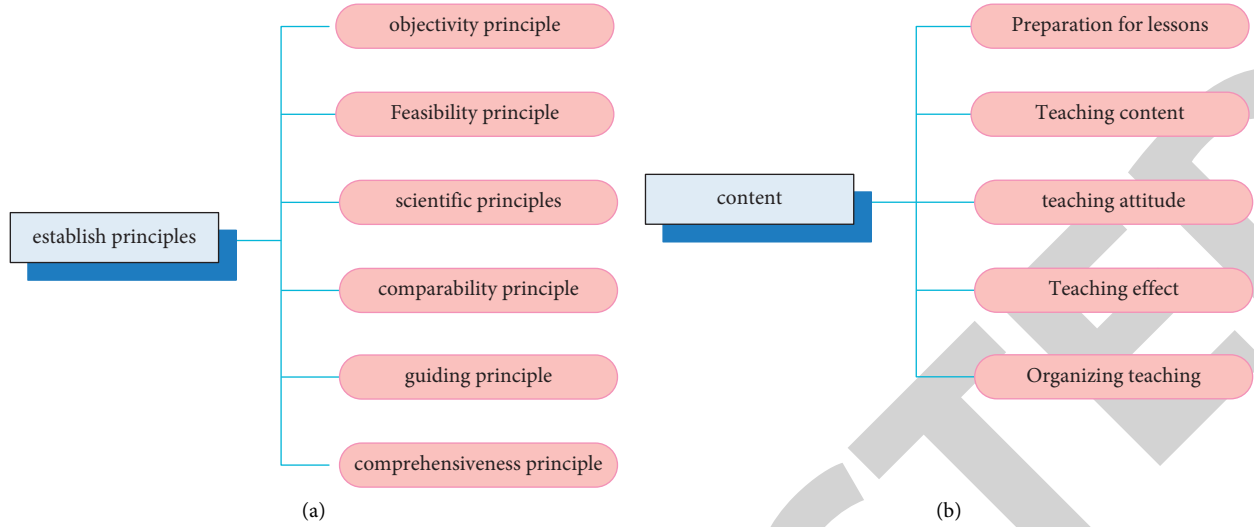 establish principles
objectivity principle
Feasibility principle
scientific principles
comparability principle
guiding principle
comprehensiveness principle
(a)
content
Preparation for lessons
Teaching content
teaching attitude
Teaching effect
Organizing teaching
(b)